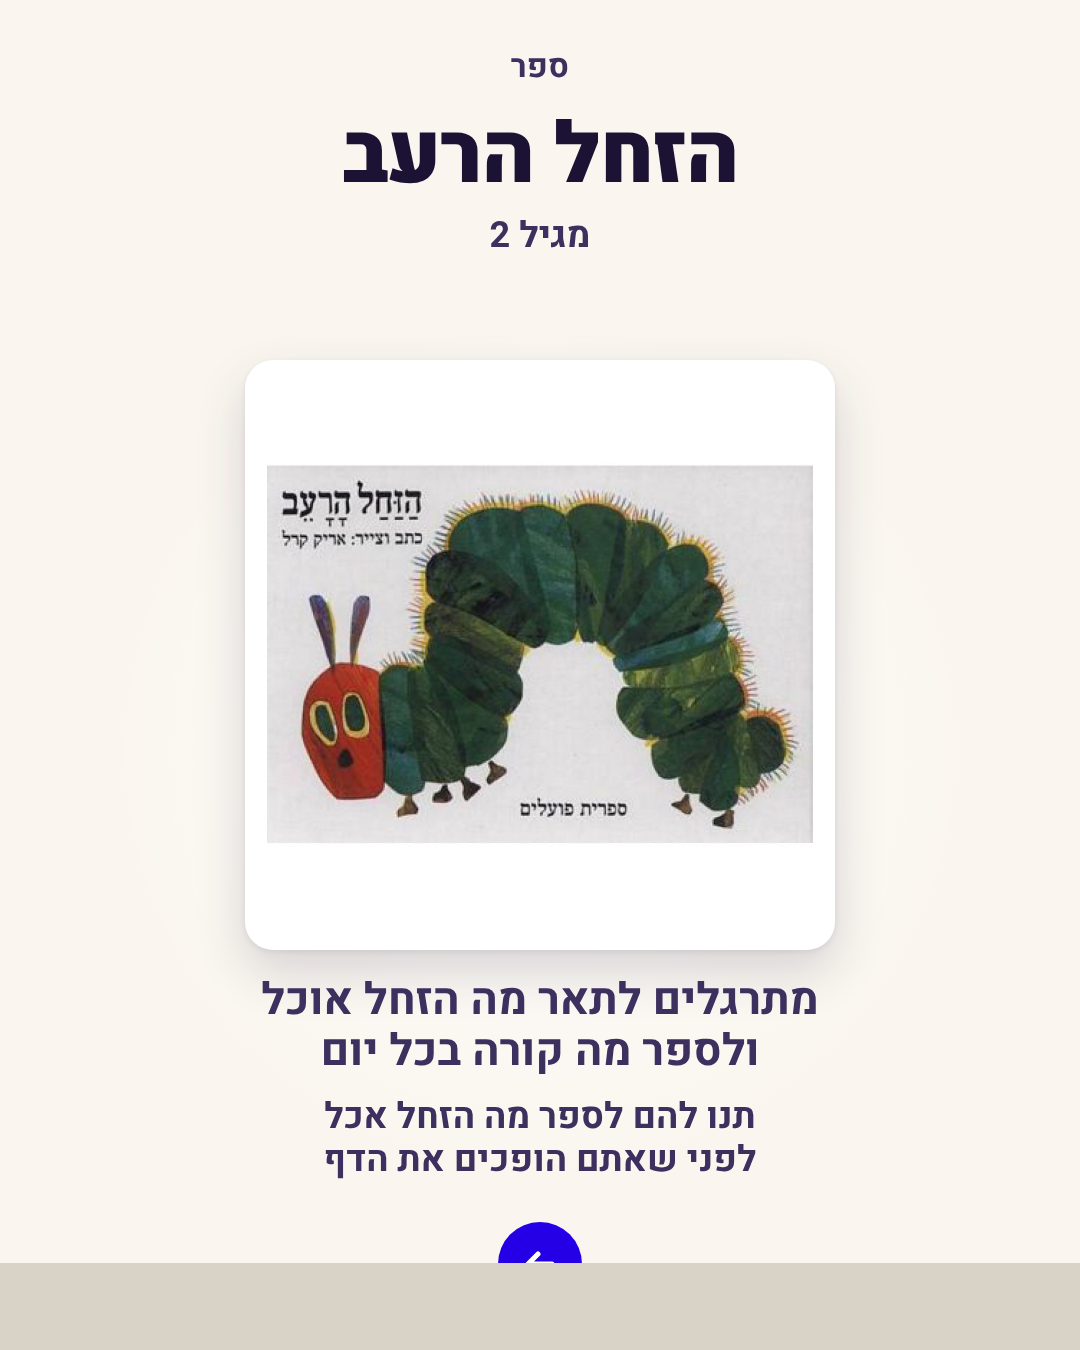 ספר
הזחל הרעב
מגיל 2
הַזַּחַל הָרָעֵב
כתב וצייר: אריק קרל
ספרית פועלים
מתרגלים לתאר מה הזחל אוכל
ולספר מה קורה בכל יום
תנו להם לספר מה הזחל אכל
לפני שאתם הופכים את הדף